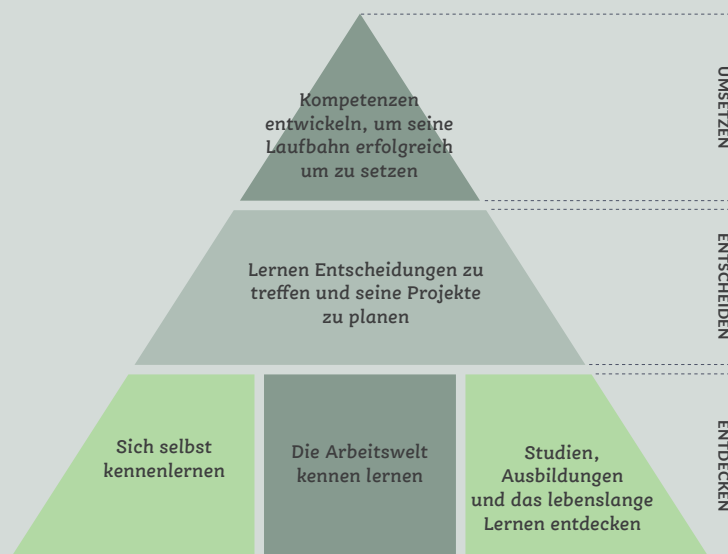 Kompetenzen
entwickeln, um seine
Laufbahn erfolgreich
um zu setzen
UMSETZEN
Lernen Entscheidungen zu
treffen und seine Projekte
zu planen
ENTSCHEIDEN
Sich selbst
kennenlernen
Die Arbeitswelt
kennen lernen
Studien,
Ausbildungen
und das lebenslange
Lernen entdecken
ENTDECKEN